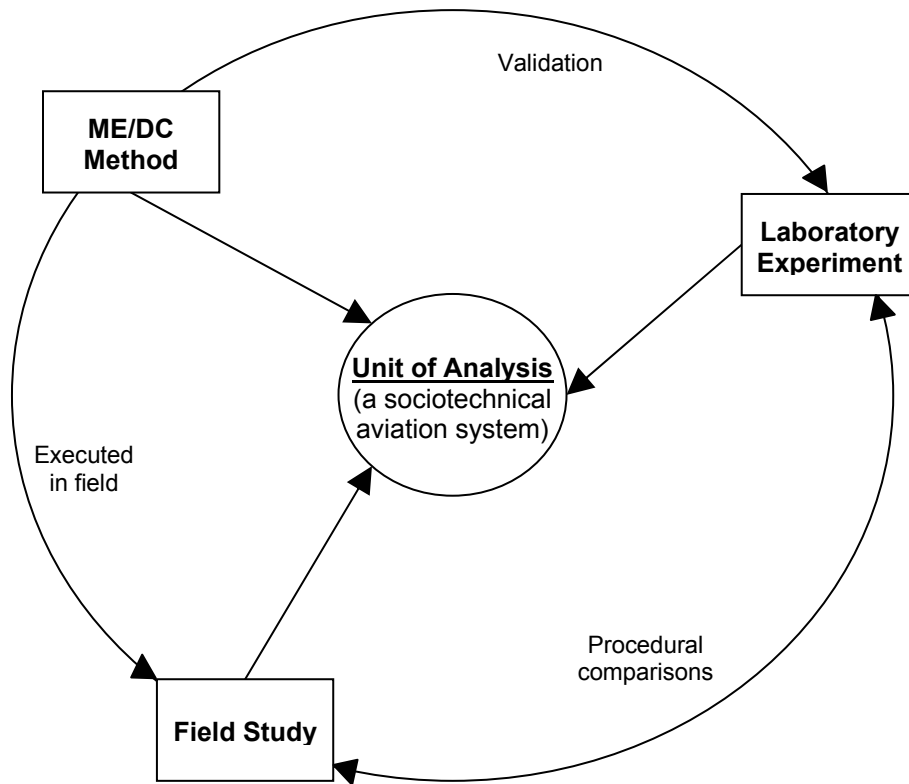 Validation
ME/DC
Method
Laboratory
Experiment
Unit of Analysis
(a sociotechnical
aviation system)
Executed
in field
Procedural
comparisons
Field Study